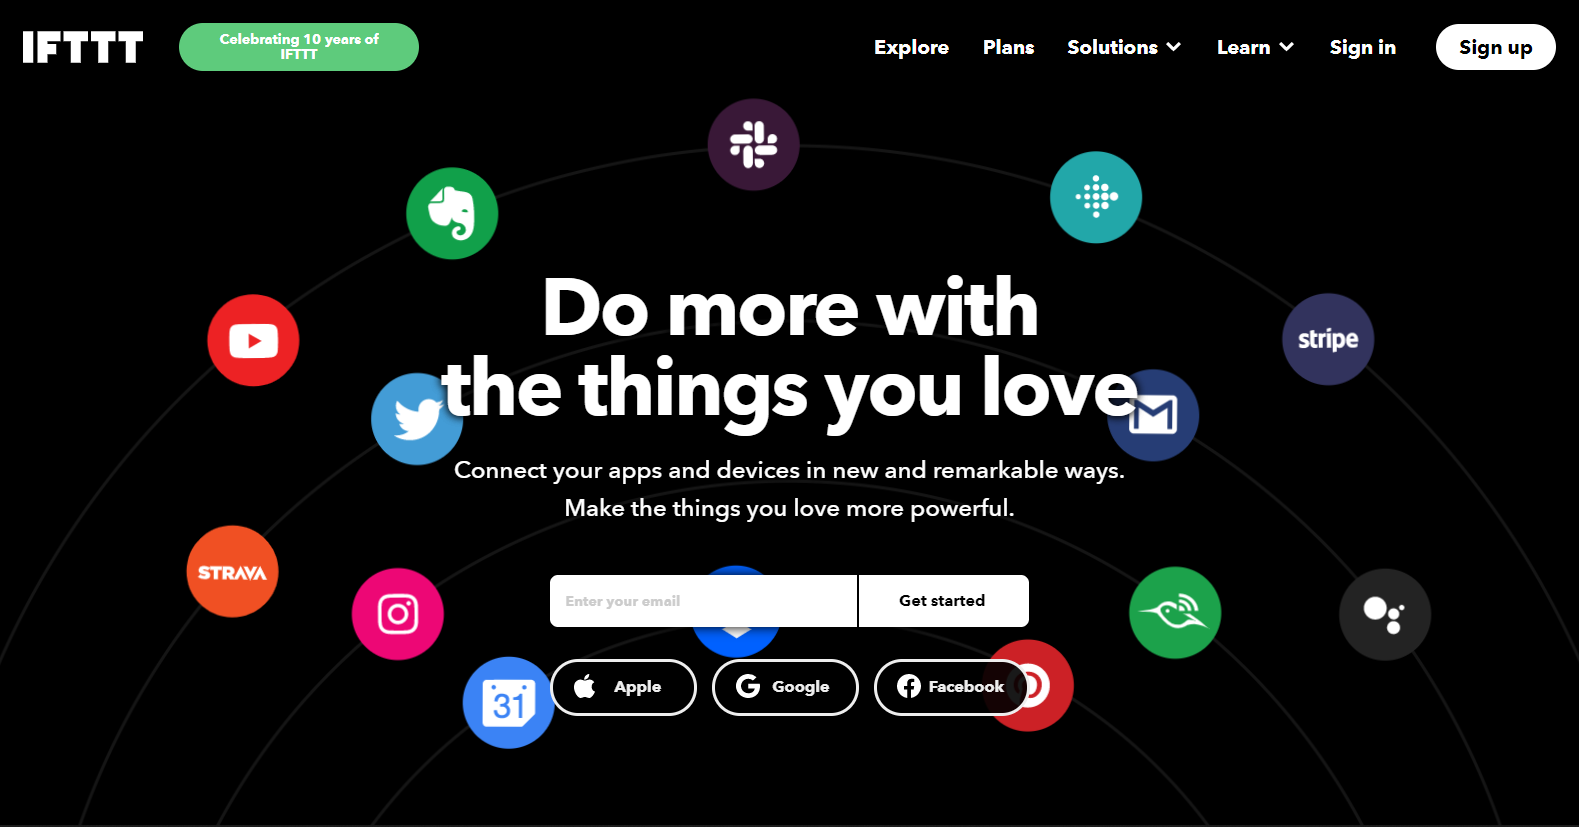 IFTTT
Celebrating 10 years of
IFTTT
Explore
Plans
Solutions
Learn
Sign in
Sign up
Do more with
the things you love
stripe
Connect your apps and devices in new and remarkable ways.
Make the things you love more powerful.
STRAVA
Enter your email
Get started
31
Apple
Google
Facebook